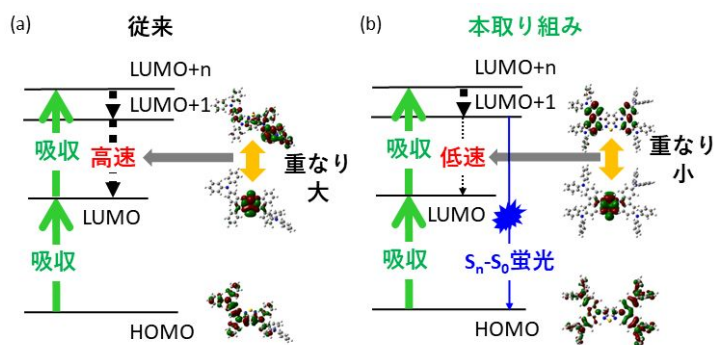 (a)
従来
LUMO+n
LUMO+1
吸収
高速
重なり
大
LUMO
吸収
HOMO
(b)
本取り組み
LUMO+n
LUMO+1
吸収
低速
重なり
小
LUMO
吸収
Sn-S0蛍光
HOMO